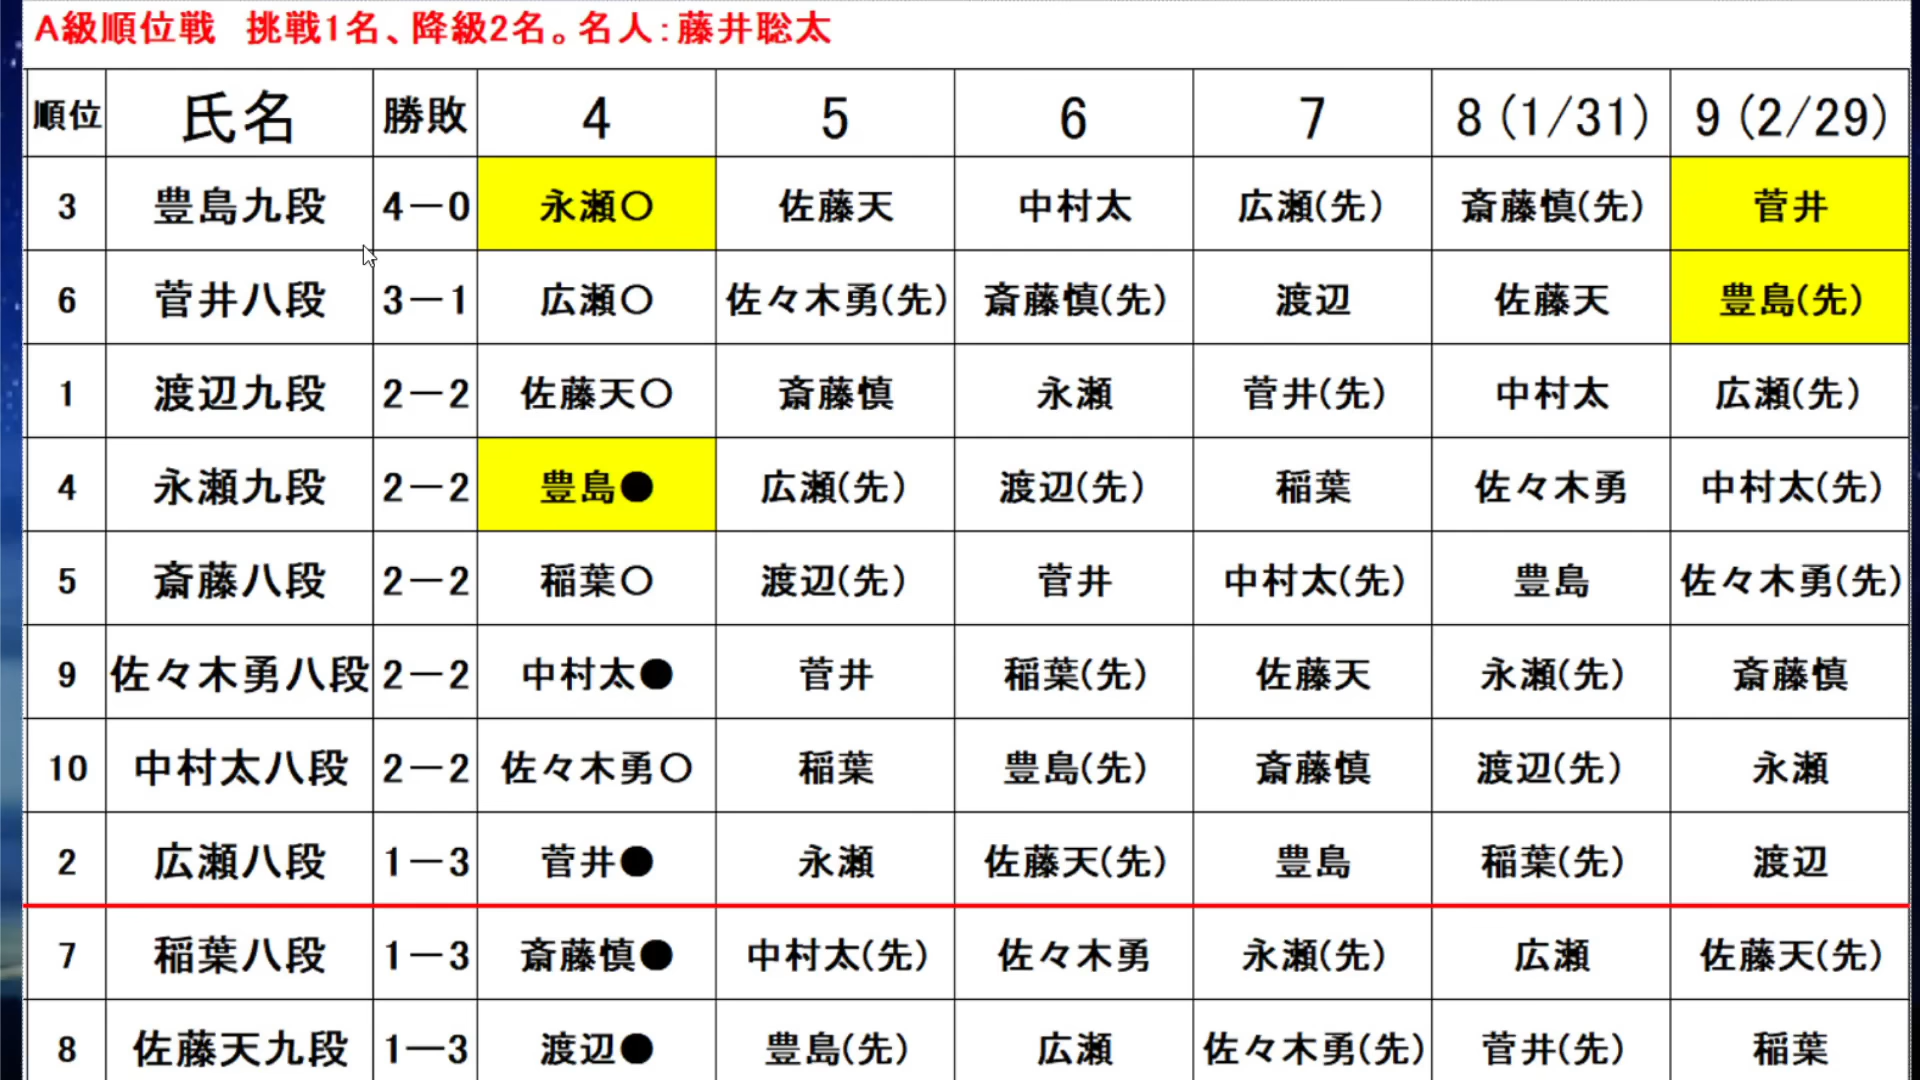 A級順位戦　挑戦1名、降級2名。名人：藤井聡太
順位 氏名 勝敗 4 5 6 7 8(1/31) 9(2/29)
3 豊島九段 4－0 永瀬○ 佐藤天 中村太 広瀬(先) 斎藤慎(先) 菅井
6 菅井八段 3－1 広瀬○ 佐々木勇(先) 斎藤慎(先) 渡辺 佐藤天 豊島(先)
1 渡辺九段 2－2 佐藤天○ 斎藤慎 永瀬 菅井(先) 中村太 広瀬(先)
4 永瀬九段 2－2 豊島● 広瀬(先) 渡辺(先) 稲葉 佐々木勇 中村太(先)
5 斎藤八段 2－2 稲葉○ 渡辺(先) 菅井 中村太(先) 豊島 佐々木勇(先)
9 佐々木勇八段 2－2 中村太● 菅井 稲葉(先) 佐藤天 永瀬(先) 斎藤慎
10 中村太八段 2－2 佐々木勇○ 稲葉 豊島(先) 斎藤慎 渡辺(先) 永瀬
2 広瀬八段 1－3 菅井● 永瀬 佐藤天(先) 豊島 稲葉(先) 渡辺
7 稲葉八段 1－3 斎藤慎● 中村太(先) 佐々木勇 永瀬(先) 広瀬 佐藤天(先)
8 佐藤天九段 1―3 渡辺● 豊島(先) 広瀬 佐々木勇(先) 菅井(先) 稲葉